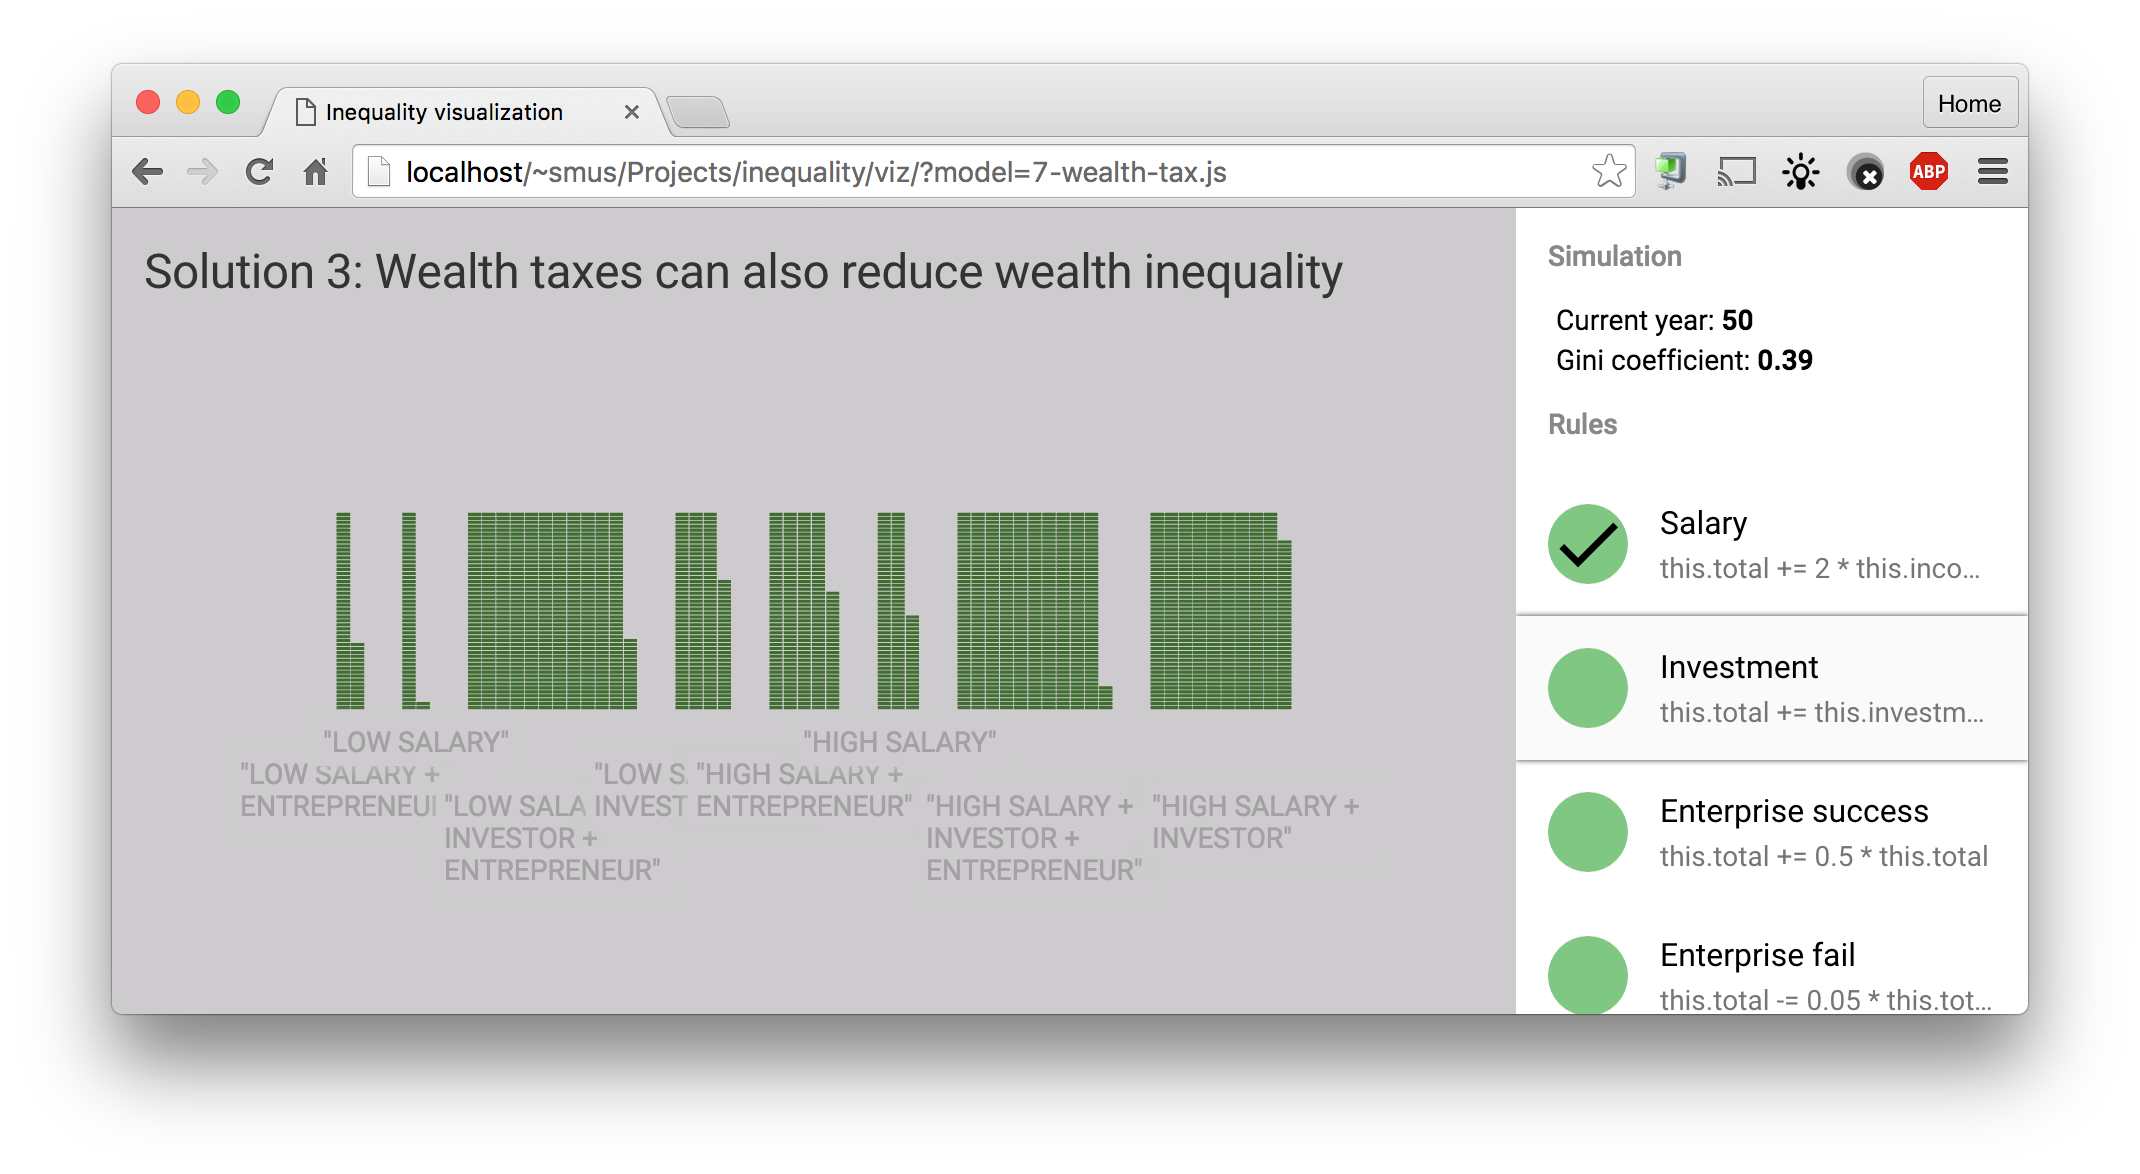 Inequality visualization
Home
localhost/~smus/Projects/inequality/viz/?model=7-wealth-tax.js
ABP
Solution 3: Wealth taxes can also reduce wealth inequality
"LOW SALARY"
"HIGH SALARY"
"LOW SALARY +
ENTREPRENEU
"LOW SALA
INVESTOR +
ENTREPRENEUR"
"LOW S
INVEST
"HIGH SALARY +
ENTREPRENEUR"
"HIGH SALARY +
INVESTOR +
ENTREPRENEUR"
"HIGH SALARY +
INVESTOR"
Simulation
Current year: 50
Gini coefficient: 0.39
Rules
Salary
this.total += 2 * this.inco…
Investment
this.total += this.investm…
Enterprise success
this.total += 0.5 * this.total
Enterprise fail
this.total -= 0.05 * this.tot…